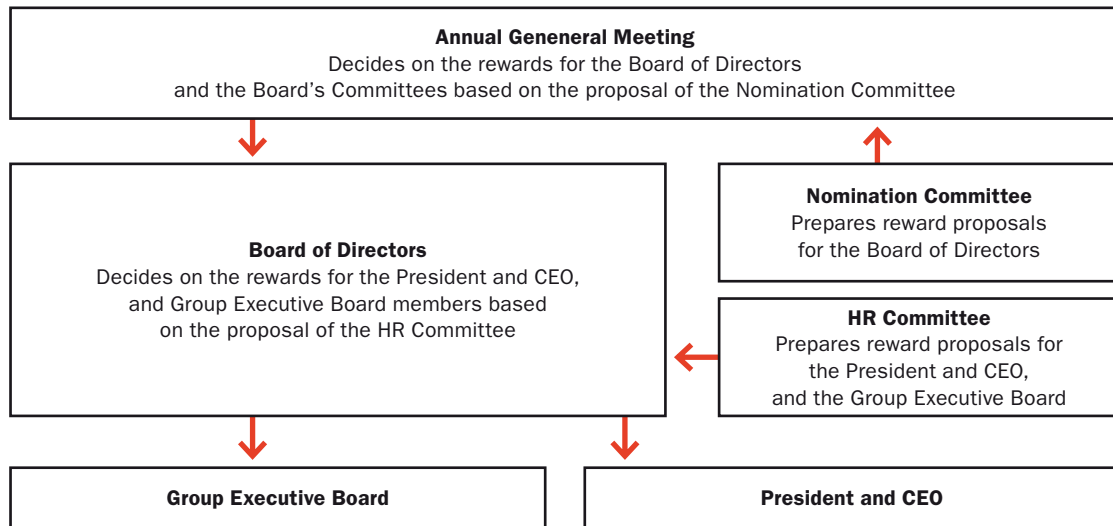 Annual Geneneral Meeting
Decides on the rewards for the Board of Directors
and the Board’s Committees based on the proposal of the Nomination Committee
Board of Directors
Decides on the rewards for the President and CEO,
and Group Executive Board members based
on the proposal of the HR Committee
Nomination Committee
Prepares reward proposals
for the Board of Directors
HR Committee
Prepares reward proposals for
the President and CEO,
and the Group Executive Board
Group Executive Board
President and CEO